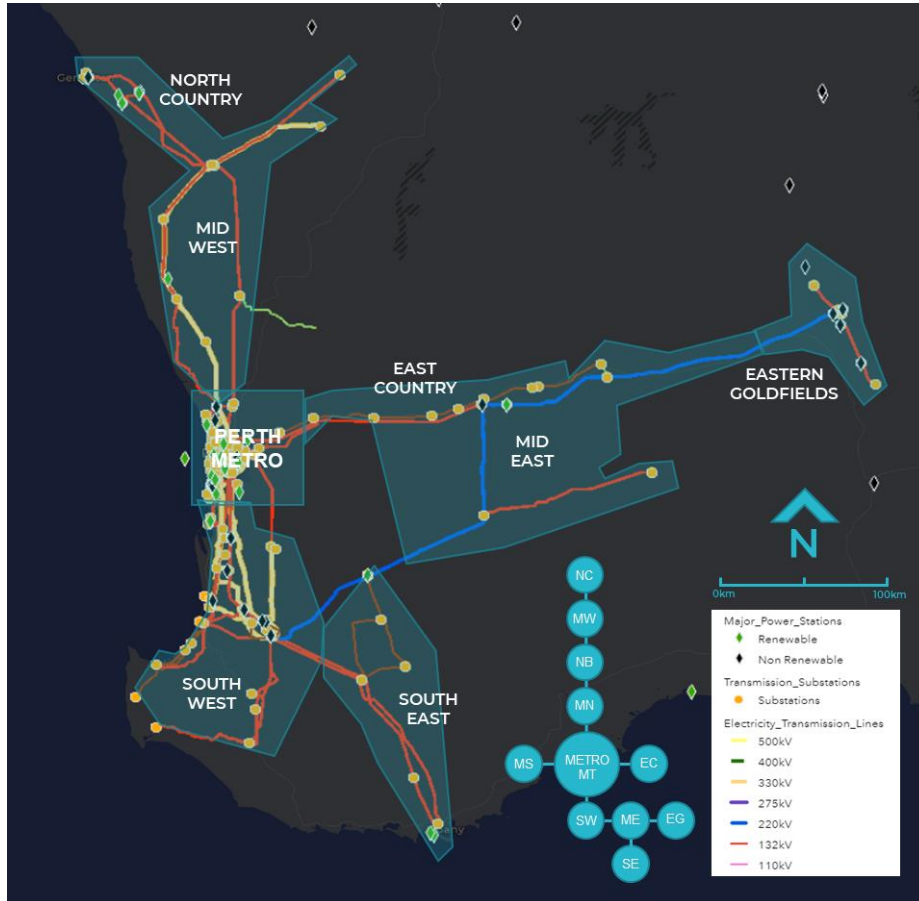 Ger
NORTH
COUNTRY
MID
WEST
EAST
COUNTRY
EASTERN
GOLDFIELDS
PERTH
METRO
MID
EAST
SOUTH
WEST
SOUTH
EAST
any
N
0km 100km
NC
MW
NB
MN
MS METRO MT EC
SW ME EG
SE
Major_Power_Stations
Renewable
Non Renewable
Transmission_Substations
Substations
Electricity_Transmission_Lines
500kV
400kV
330kV
275kV
220kV
132kV
110kV